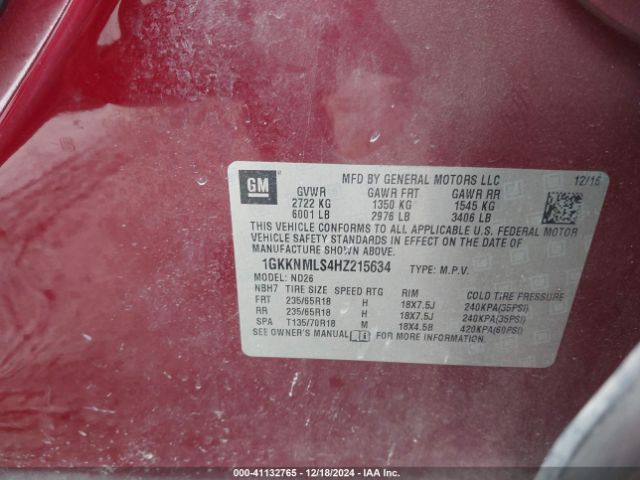 GM
MFD BY GENERAL MOTORS LLC 12/16
GVWR GAWR FRT GAWR RR
2722 KG 1350 KG 1545 KG
6001 LB 2976 LB 3406 LB
THIS VEHICLE CONFORMS TO ALL APPLICABLE U.S. FEDERAL MOTOR
VEHICLE SAFETY STANDARDS IN EFFECT ON THE DATE OF
MANUFACTURE SHOWN ABOVE.
1GKKNMLS4HZ215634 TYPE: M.P.V.
MODEL: ND26
NBH7 TIRE SIZE SPEED RTG RIM COLD TIRE PRESSURE
FRT 235/65R18 H 18X7.5J 240KPA(35PSI)
RR 235/65R18 H 18X7.5J 240KPA(35PSI)
SPA T135/70R18 M 18X4.5B 420KPA(60PSI)
SEE OWNER'S MANUAL i FOR MORE INFORMATION.
000-41132765 - 12/18/2024 - IAA Inc.